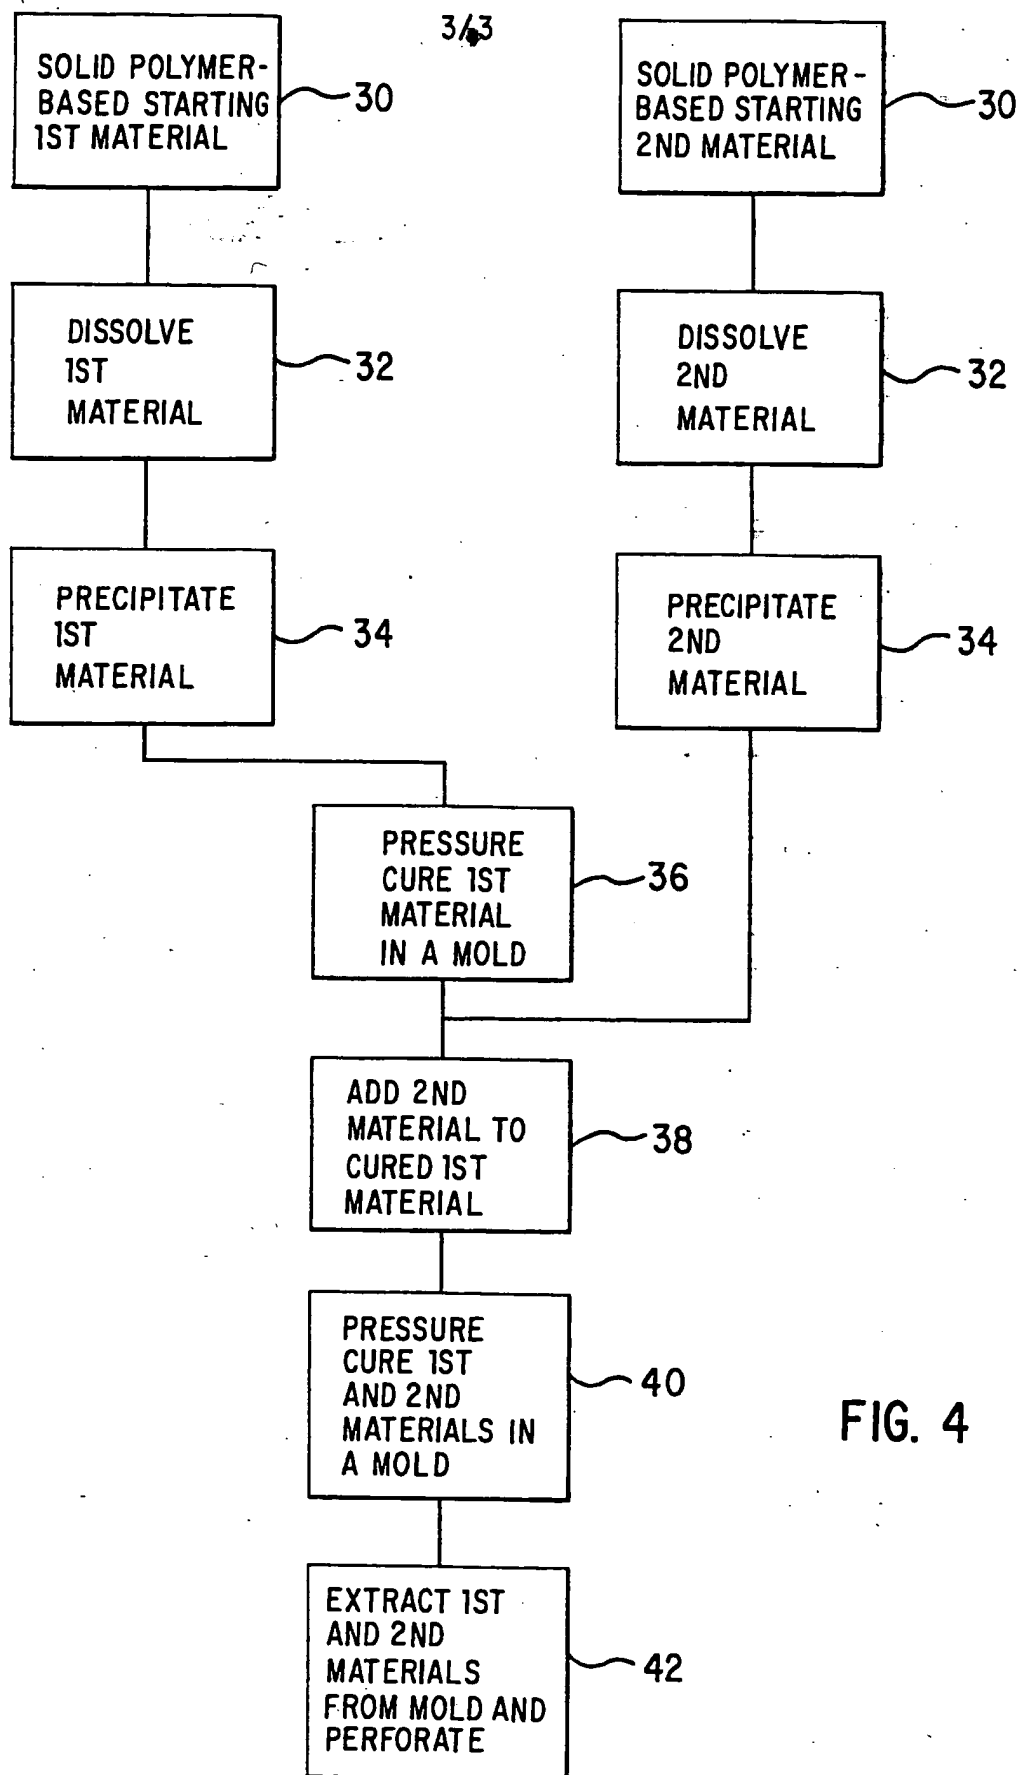 3/3
SOLID POLYMER-
BASED STARTING
1ST MATERIAL
30
SOLID POLYMER-
BASED STARTING
2ND MATERIAL
30
DISSOLVE
1ST
MATERIAL
32
DISSOLVE
2ND
MATERIAL
32
PRECIPITATE
1ST
MATERIAL
34
PRECIPITATE
2ND
MATERIAL
34
PRESSURE
CURE 1ST
MATERIAL
IN A MOLD
36
ADD 2ND
MATERIAL TO
CURED 1ST
MATERIAL
38
PRESSURE
CURE 1ST
AND 2ND
MATERIALS IN
A MOLD
40
FIG. 4
EXTRACT 1ST
AND 2ND
MATERIALS
FROM MOLD AND
PERFORATE
42